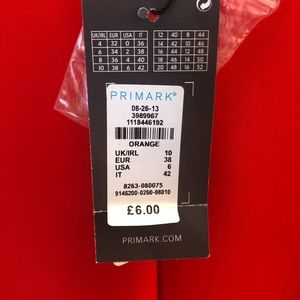 UK/IRL EUR USA IT 12 40 8 44
4 32 0 36 14 42 10 46
6 34 2 38 16 44 12 48
8 36 4 40 18 46 14 50
10 38 6 42 20 48 16 52
PRIMARK®
08-26-13
3989967
1118446192
ORANGE
UK/IRL 10
EUR 38
USA 6
IT 42
8263-080075
9146200-0260-08010
£6.00
PRIMARK.COM